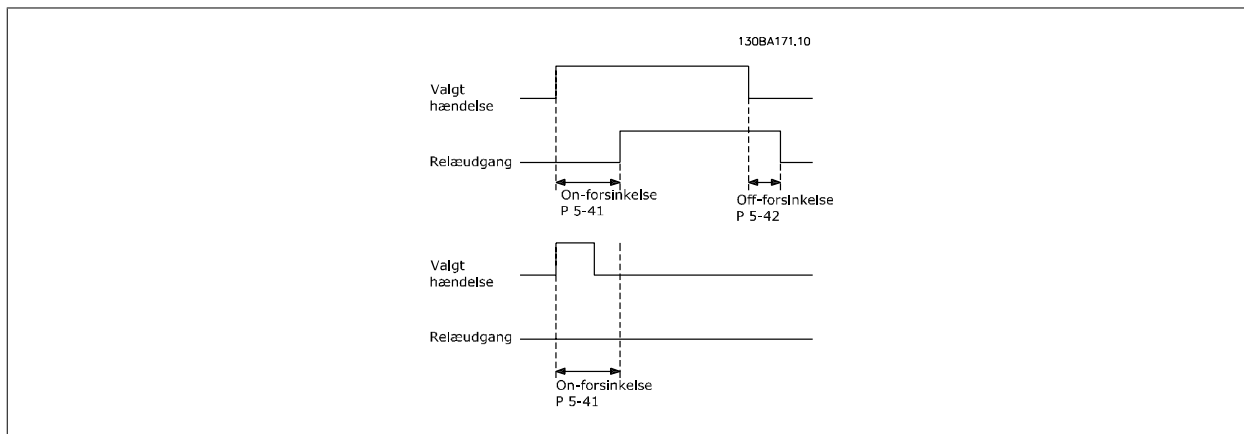 130BA171.10
Valgt
hændelse
Relæudgang
On-forsinkelse
P 5-41
Off-forsinkelse
P 5-42
Valgt
hændelse
Relæudgang
On-forsinkelse
P 5-41